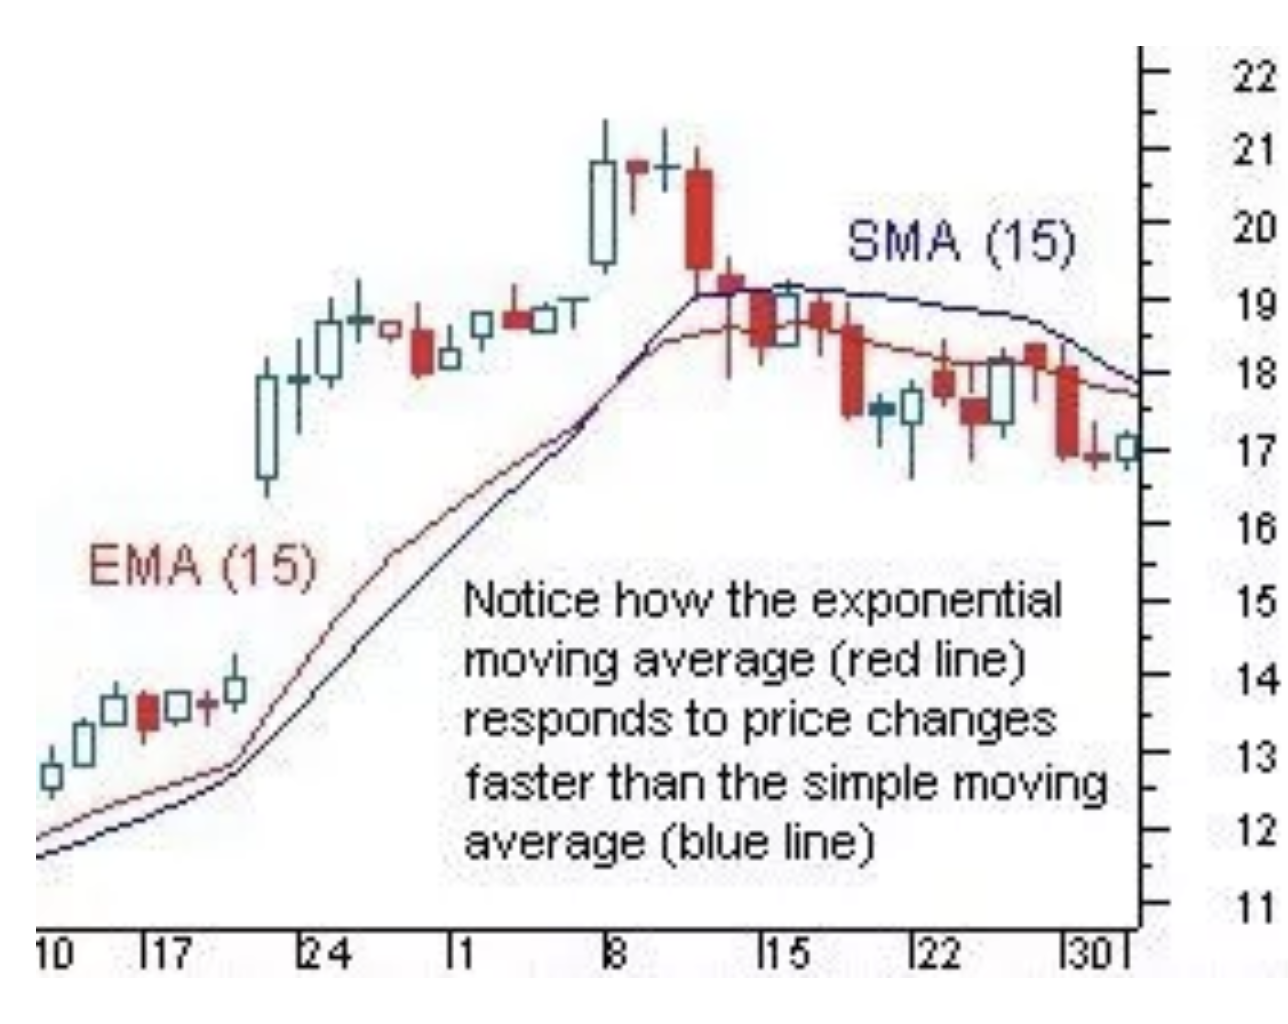 22
21
SMA (15)
20
19
18
17
16
EMA (15)
Notice how the exponential
15
moving average (red line)
14
responds to price changes
13
faster than the simple moving
12
average (blue line)
11
10 17 24 1 8 15 22 30